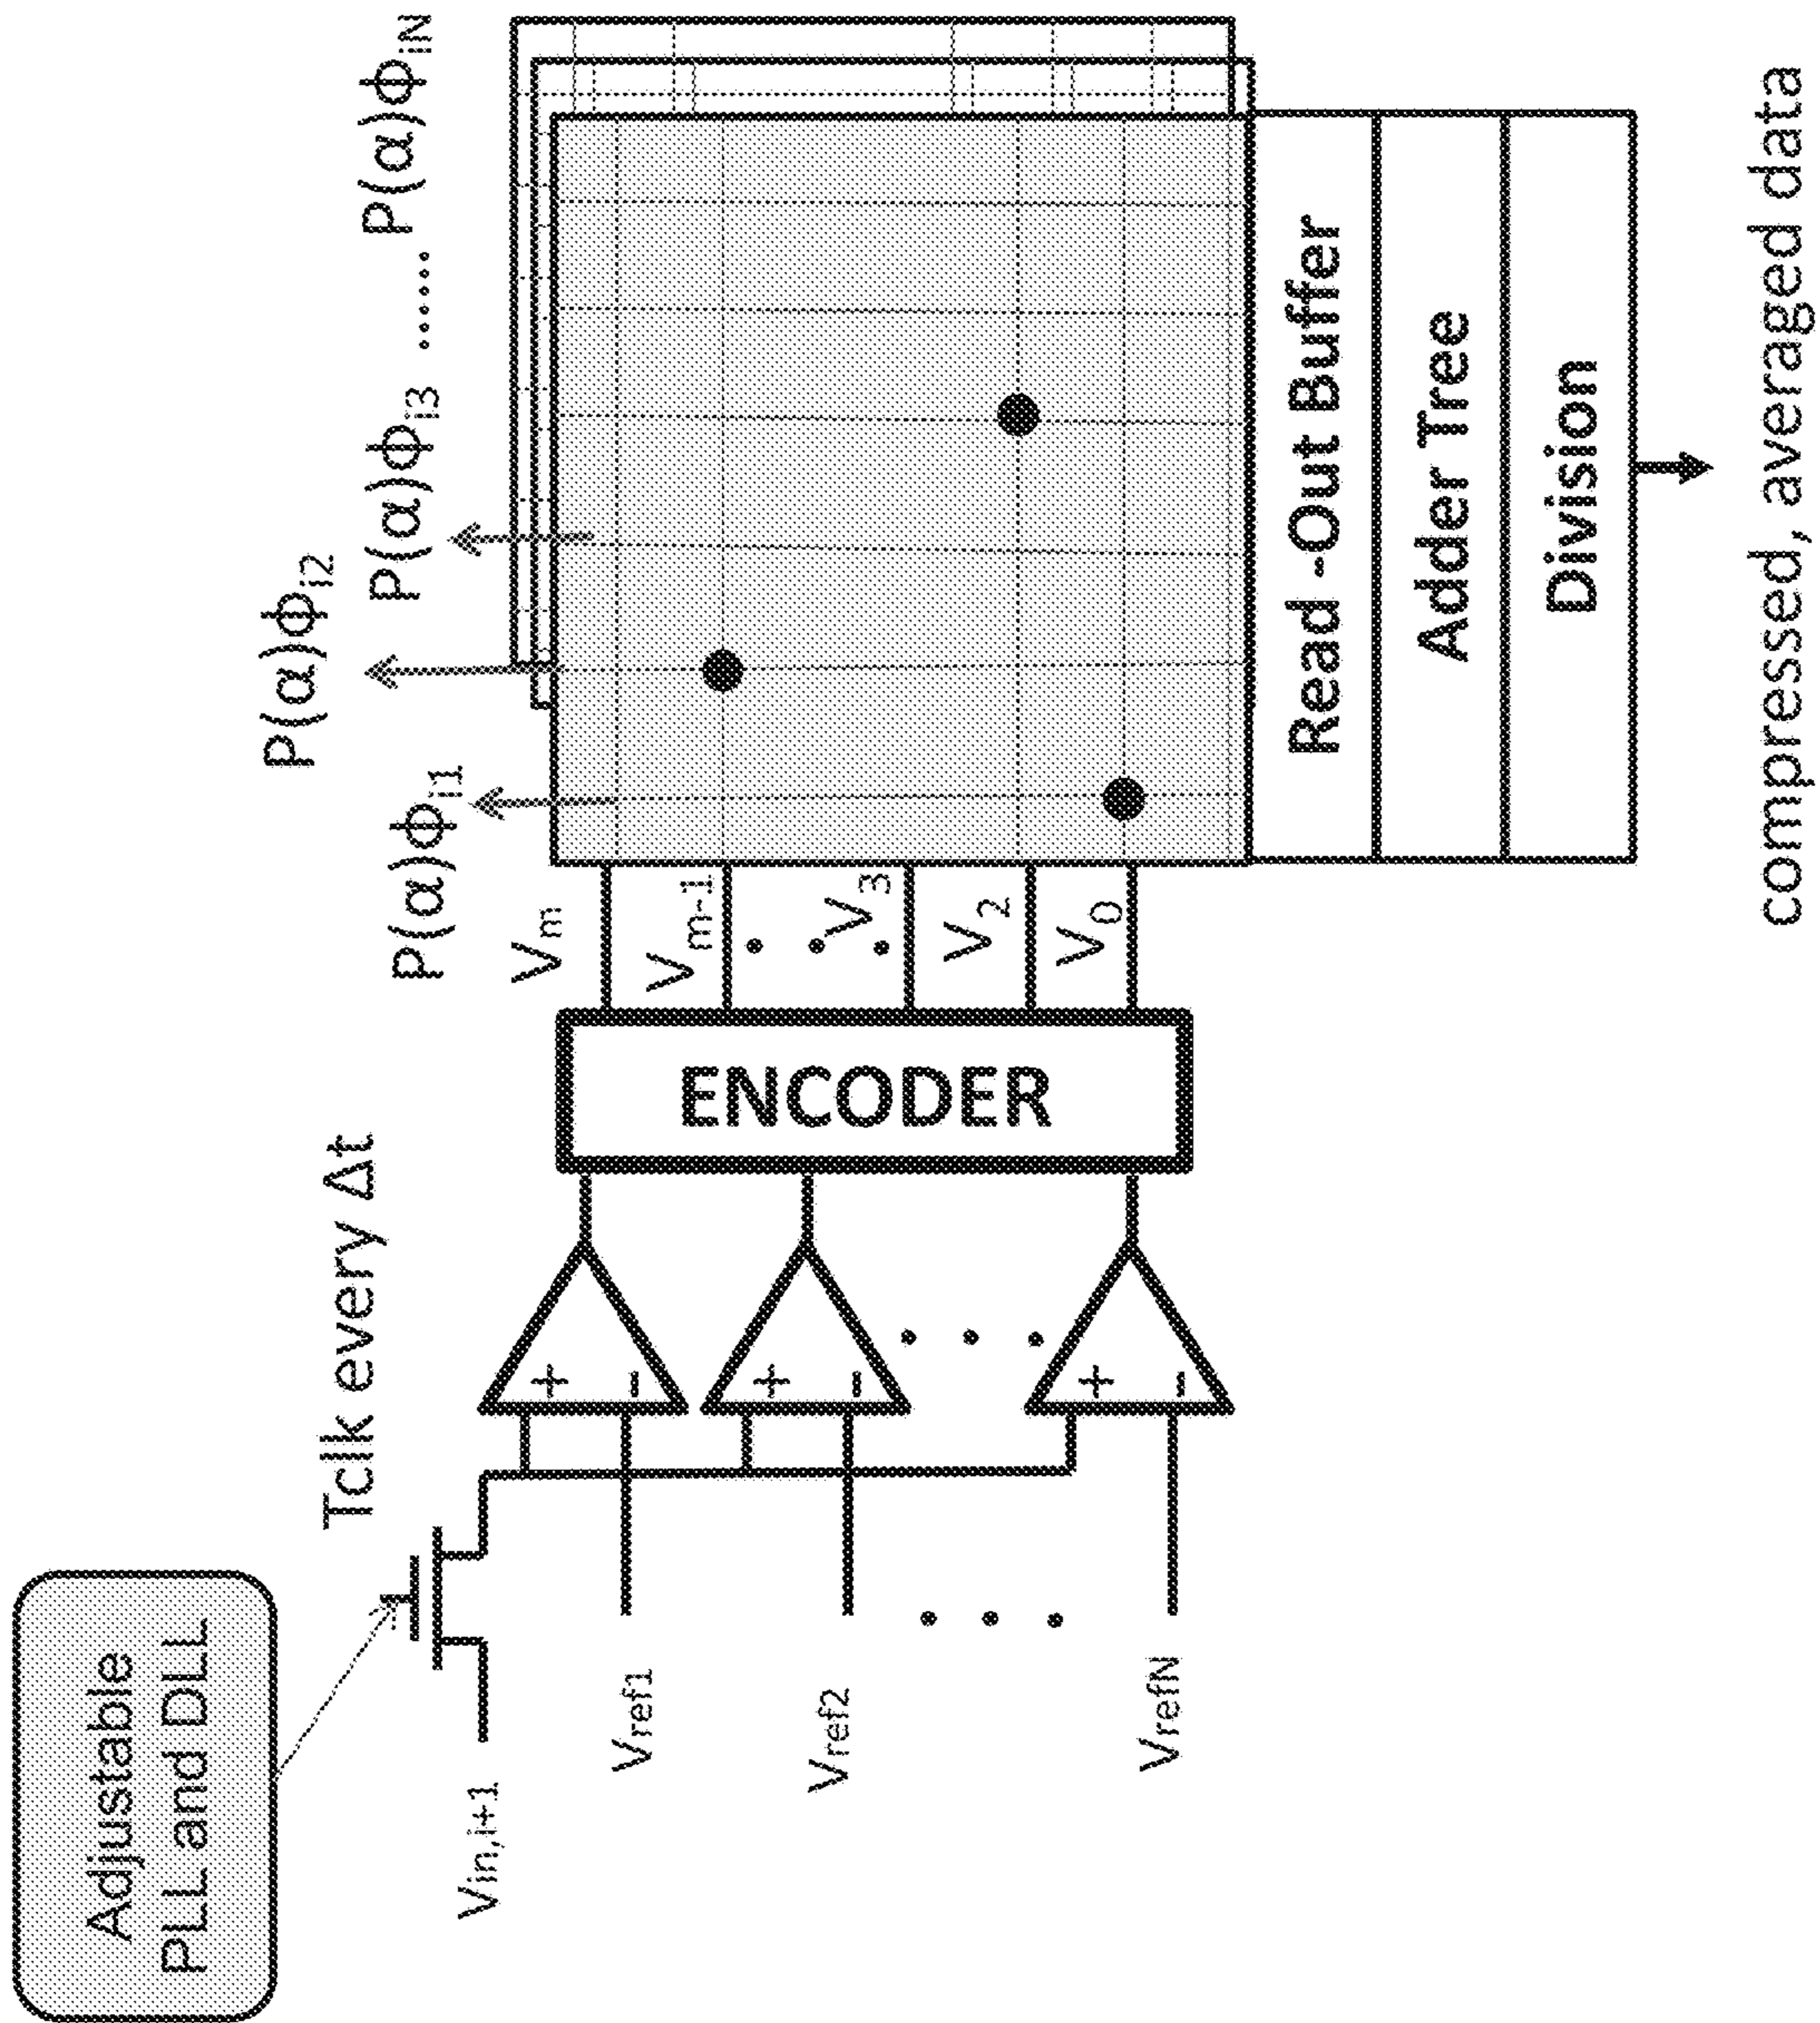 Adjustable
PLL and DLL
Tclk every Δt
Vin,i+1
Vref1
Vref2
VrefN
+
-
+
-
+
-
ENCODER
Vm
Vm-1
V3
V2
V0
P(α)Φi1
P(α)Φi2
P(α)Φi3 ...... P(α)ΦiN
Read -Out Buffer
Adder Tree
Division
compressed, averaged data